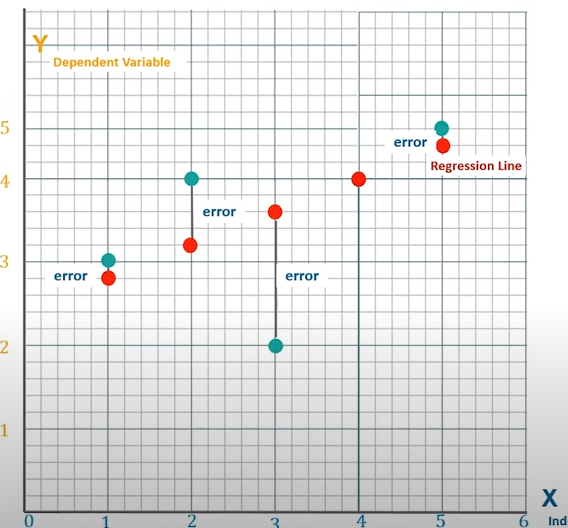 Y
Dependent Variable
5
error
Regression Line
4
error
3
error
error
2
1
0 1 2 3 4 5 6
X
Ind